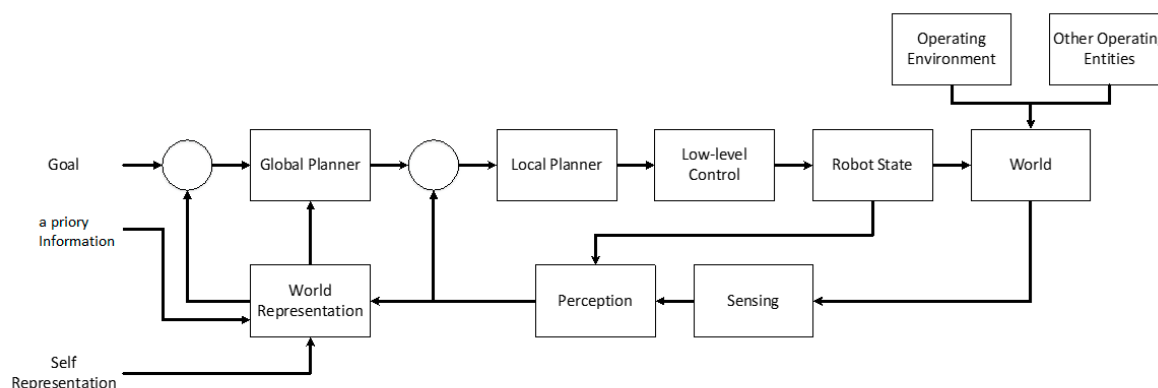 Operating
Environment
Other Operatin
Entities
Goal
Global Planner
Local Planner
Low-level
Control
Robot State
World
a priory
Information
World
Representation
Perception
Sensing
Self
Representation